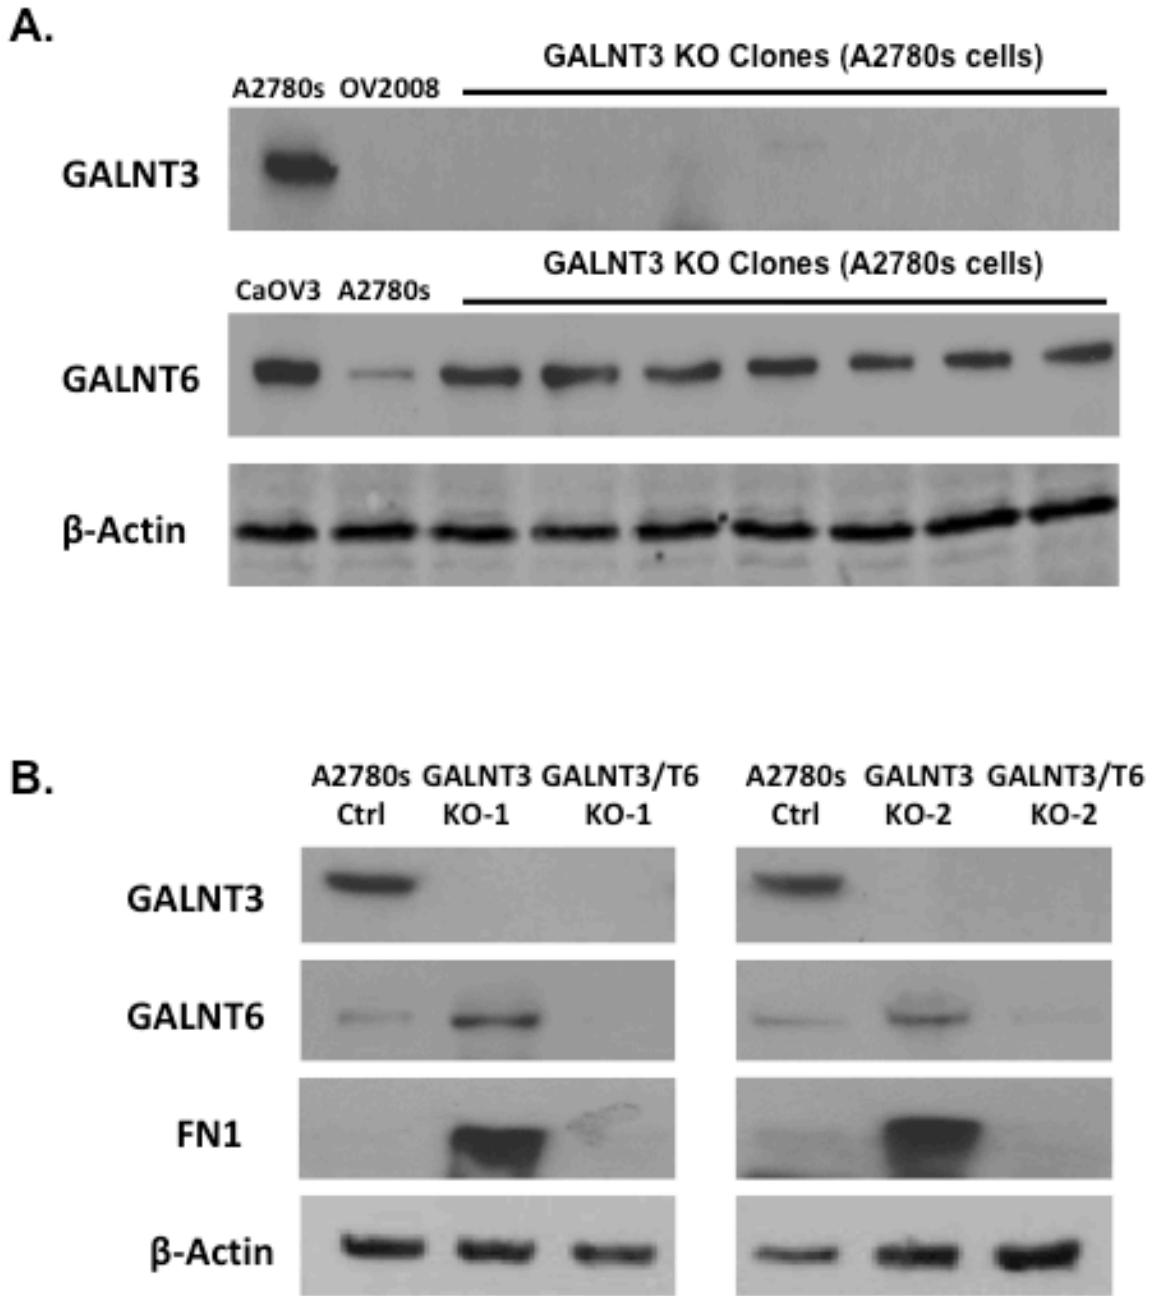 A.
GALNT3 KO Clones (A2780s cells)
A2780s OV2008
GALNT3
GALNT3 KO Clones (A2780s cells)
CaOV3 A2780s
GALNT6
β-Actin
B.
A2780s GALNT3 GALNT3/T6 A2780s GALNT3 GALNT3/T6
Ctrl KO-1 KO-1 Ctrl KO-2 KO-2
GALNT3
GALNT6
FN1
β-Actin